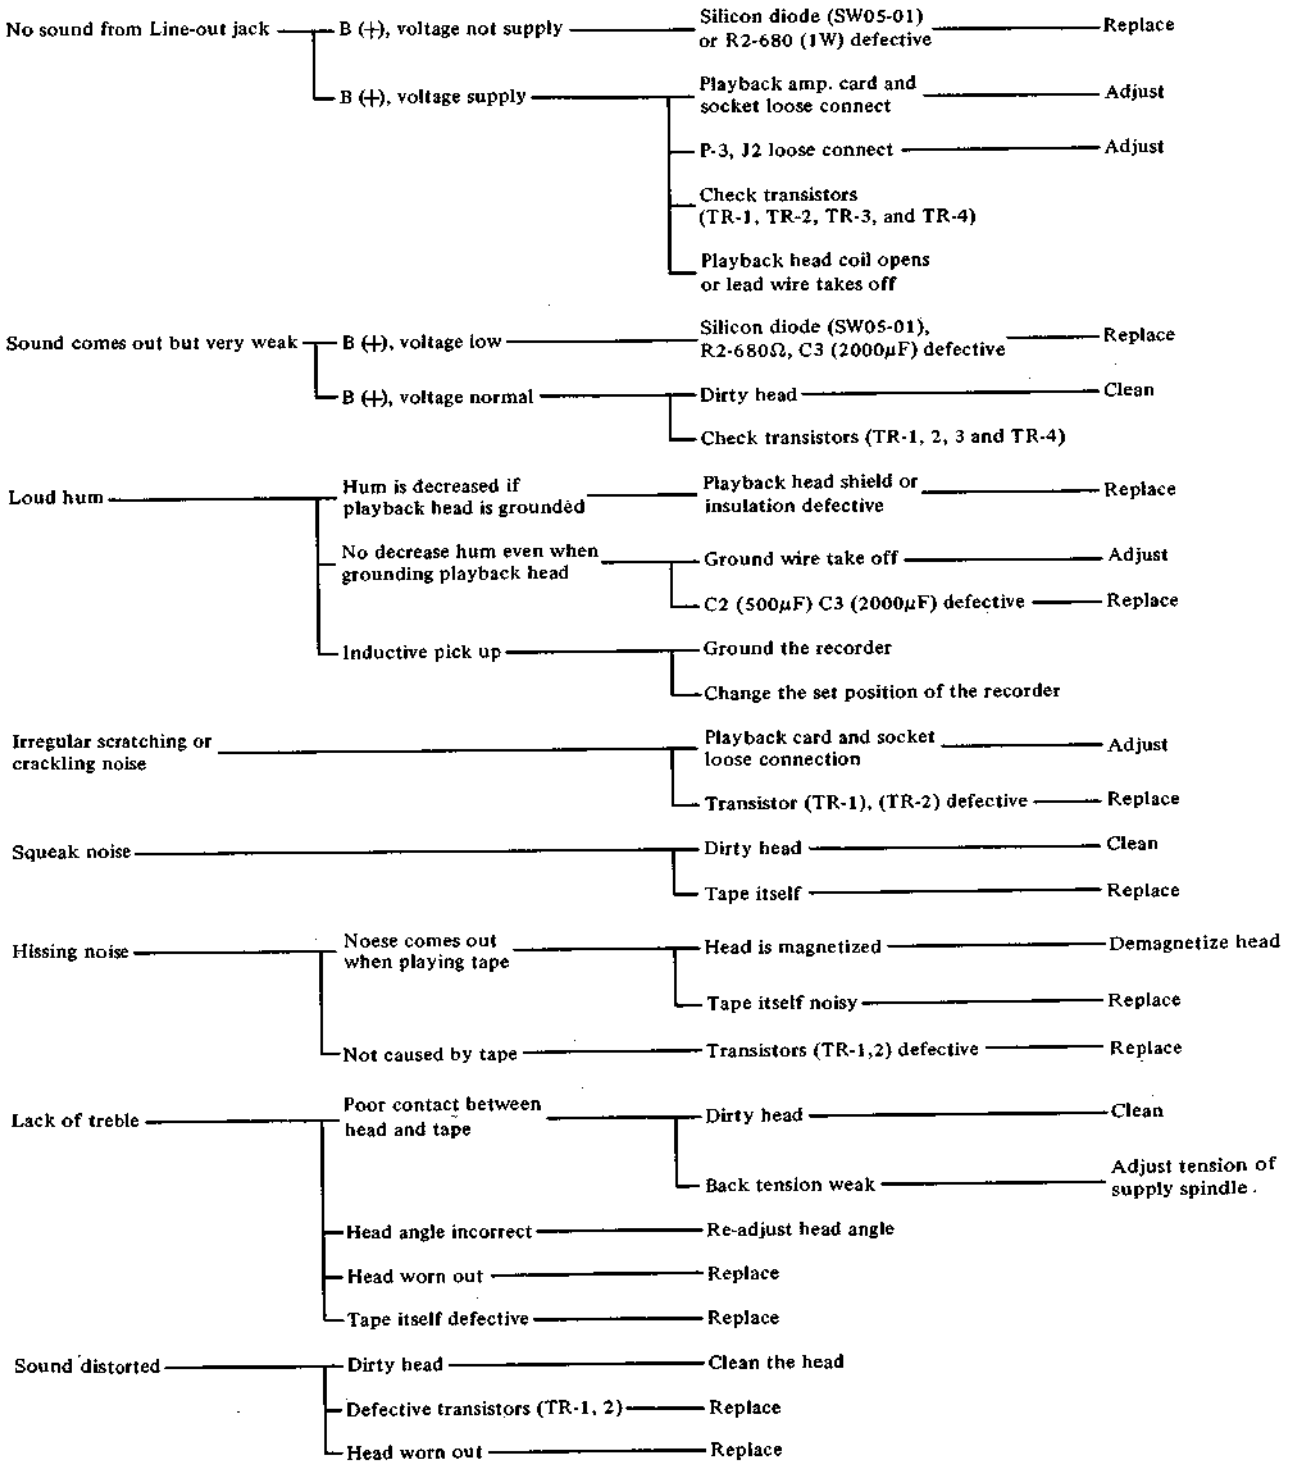 No sound from Line-out jack
B (+), voltage not supply
Silicon diode (SW05-01)
or R2-680 (1W) defective
Replace
B (+), voltage supply
Playback amp. card and
socket loose connect
Adjust
P-3, J2 loose connect
Adjust
Check transistors
(TR-1, TR-2, TR-3, and TR-4)
Playback head coil opens
or lead wire takes off
Sound comes out but very weak
B (+), voltage low
Silicon diode (SW05-01),
R2-680Ω, C3 (2000μF) defective
Replace
B (+), voltage normal
Dirty head
Clean
Check transistors (TR-1, 2, 3 and TR-4)
Loud hum
Hum is decreased if
playback head is grounded
Playback head shield or
insulation defective
Replace
No decrease hum even when
grounding playback head
Ground wire take off
Adjust
C2 (500μF) C3 (2000μF) defective
Replace
Inductive pick up
Ground the recorder
Change the set position of the recorder
Irregular scratching or
crackling noise
Playback card and socket
loose connection
Adjust
Transistor (TR-1), (TR-2) defective
Replace
Squeak noise
Dirty head
Clean
Tape itself
Replace
Hissing noise
Noese comes out
when playing tape
Head is magnetized
Demagnetize head
Tape itself noisy
Replace
Not caused by tape
Transistors (TR-1,2) defective
Replace
Lack of treble
Poor contact between
head and tape
Dirty head
Clean
Back tension weak
Adjust tension of
supply spindle.
Head angle incorrect
Re-adjust head angle
Head worn out
Replace
Tape itself defective
Replace
Sound distorted
Dirty head
Clean the head
Defective transistors (TR-1, 2)
Replace
Head worn out
Replace